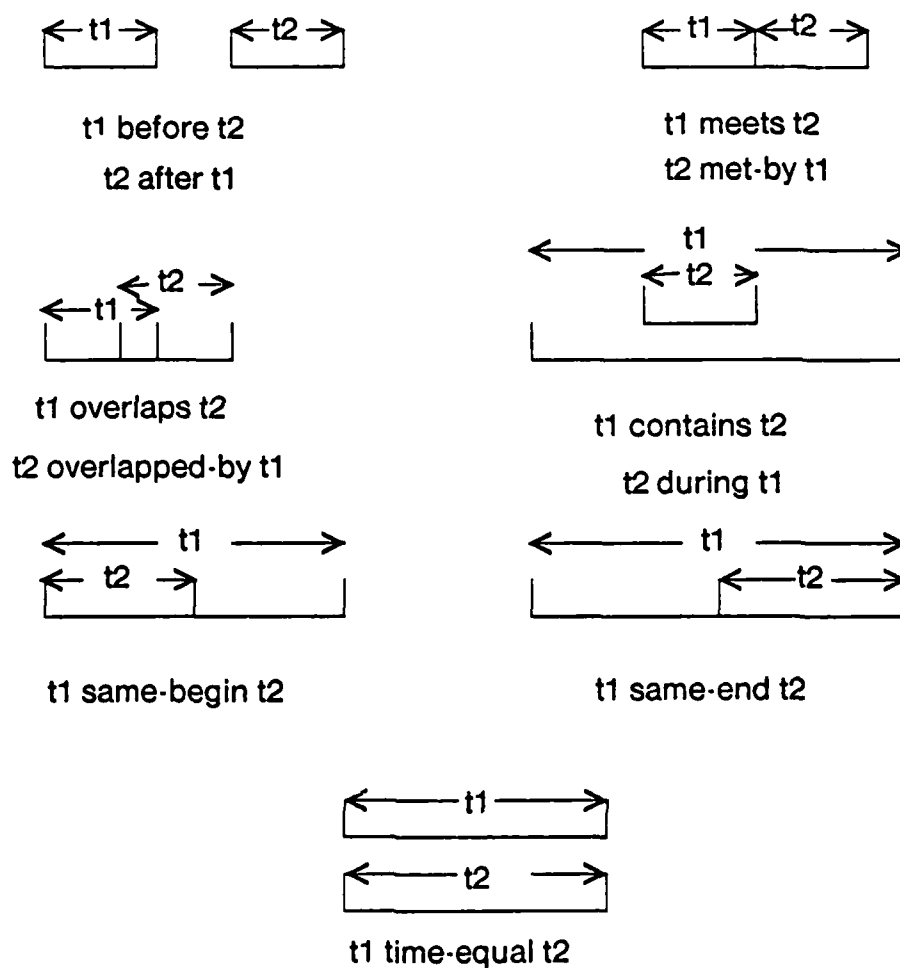 t1
t2
t1 before t2
t2 after t1
t1
t2
t1 meets t2
t2 met-by t1
t2
t1
t1 overlaps t2
t2 overlapped-by t1
t1
t2
t1 contains t2
t2 during t1
t1
t2
t1 same-begin t2
t1
t2
t1 same-end t2
t1
t2
t1 time-equal t2